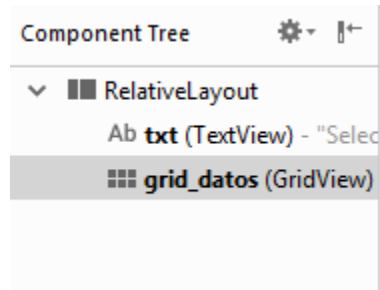 Component Tree
RelativeLayout
Ab txt (TextView) - "Selec
grid_datos (GridView)